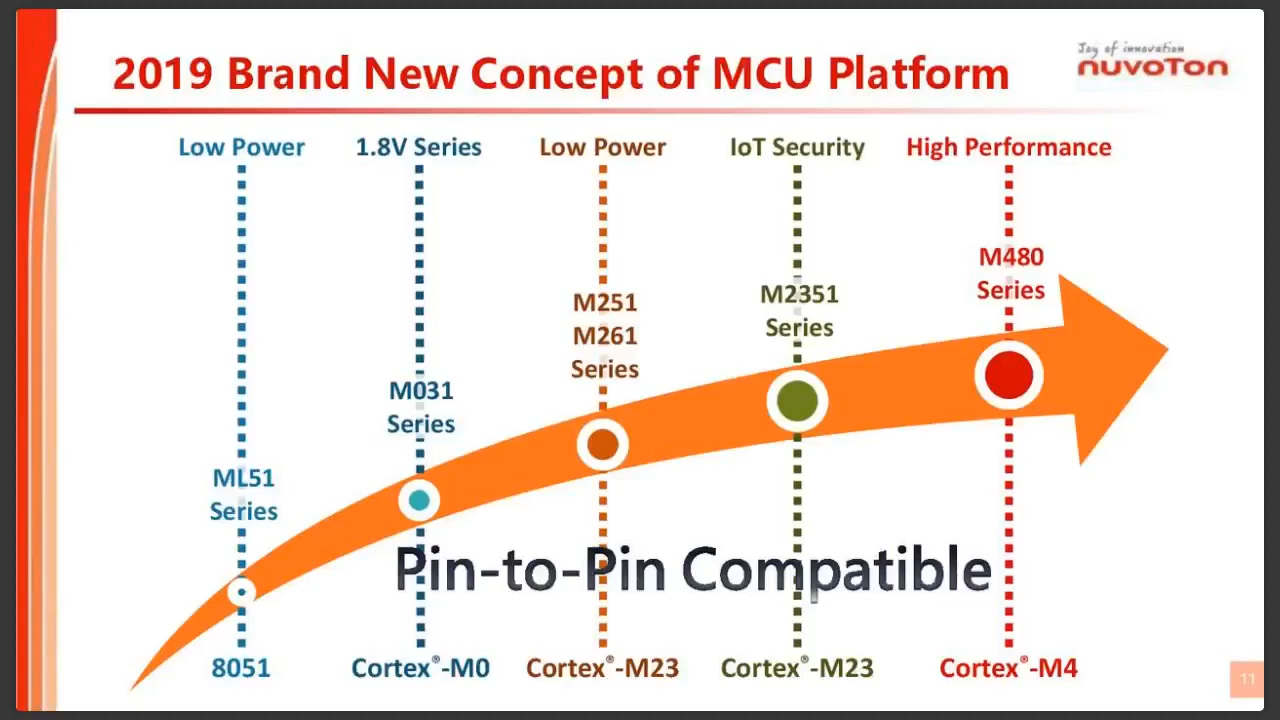 2019 Brand New Concept of MCU Platform
Joy of innovation
nuvoTon
Low Power
1.8V Series
Low Power
IoT Security
High Performance
M480
Series
M2351
Series
M251
M261
Series
M031
Series
ML51
Series
Pin-to-Pin Compatible
8051
Cortex®-M0
Cortex®-M23
Cortex®-M23
Cortex®-M4
11